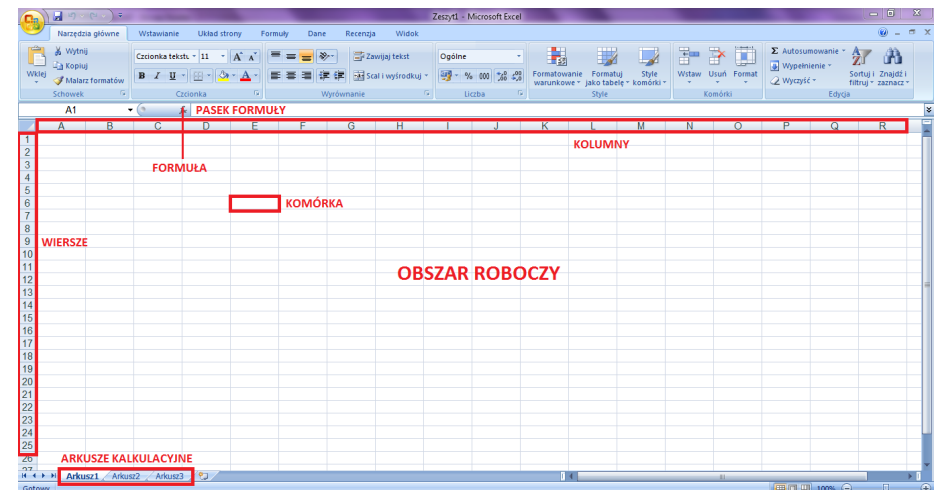 Zeszyt1 - Microsoft Excel
Narzędzia główne Wstawianie Układ strony Formuły Dane Recenzja Widok
Wklej
Wytnij
Kopiuj
Malarz formatów
Schowek
Czcionka tekstu 11 A A
B I U A
Czcionka
Zawijaj tekst
Scal i wyśrodkuj
Wyrównanie
Ogólne
% 000
Liczba
Formatowanie warunkowe Formatuj jako tabelę Style komórki
Style
Wstaw Usuń Format
Komórki
Σ Autosumowanie
Wypełnienie
Wyczyść
Sortuj i filtruj Znajdź i zaznacz
Edycja
A1 PASEK FORMUŁY
A B C D E F G H I J K L M N O P Q R
KOLUMNY
FORMUŁA
KOMÓRKA
WIERSZE
OBSZAR ROBOCZY
1
2
3
4
5
6
7
8
9
10
11
12
13
14
15
16
17
18
19
20
21
22
23
24
25
26
27
ARKUSZE KALKULACYJNE
Arkusz1 Arkusz2 Arkusz3
Gotowy 100%